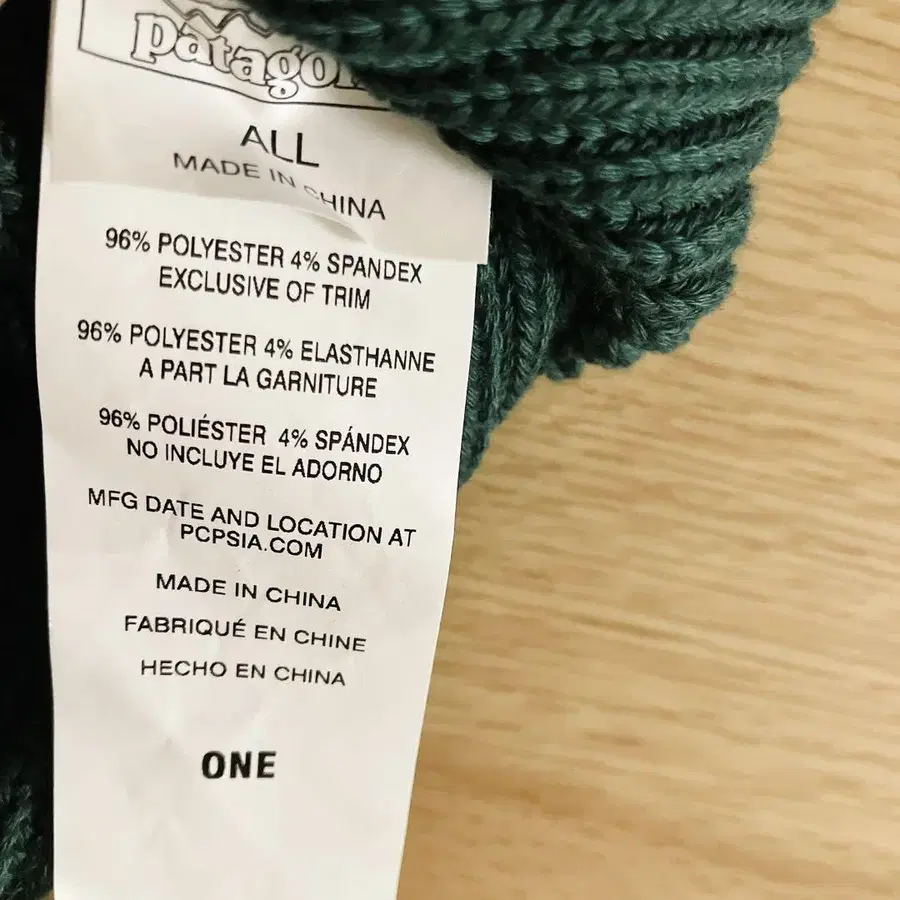 patagon
ALL
MADE IN CHINA
96% POLYESTER 4% SPANDEX
EXCLUSIVE OF TRIM
96% POLYESTER 4% ELASTHANNE
A PART LA GARNITURE
96% POLIÉSTER 4% SPÁNDEX
NO INCLUYE EL ADORNO
MFG DATE AND LOCATION AT
PCPSIA.COM
MADE IN CHINA
FABRIQUÉ EN CHINE
HECHO EN CHINA
ONE